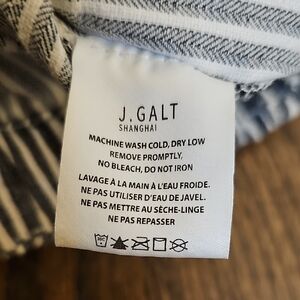 J.GALT
SHANGHAI
MACHINE WASH COLD, DRY LOW
REMOVE PROMPTLY,
NO BLEACH, DO NOT IRON
LAVAGE À LA MAIN À L'EAU FROIDE.
NE PAS UTILISER D'EAU DE JAVEL.
NE PAS METTRE AU SÈCHE-LINGE
NE PAS REPASSER